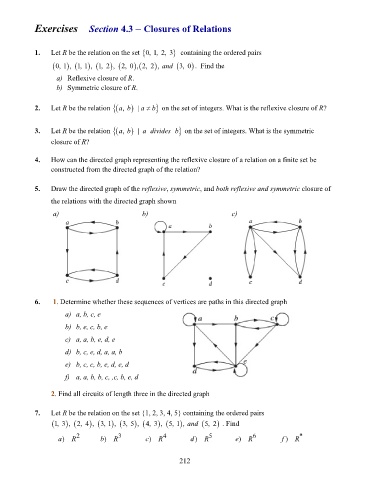 Exercises Section 4.3 – Closures of Relations
1. Let R be the relation on the set {0, 1, 2, 3} containing the ordered pairs
(0, 1), (1, 1), (1, 2), (2, 0),(2, 2), and (3, 0). Find the
a) Reflexive closure of R.
b) Symmetric closure of R.
2. Let R be the relation {(a, b) | a ≠ b} on the set of integers. What is the reflexive closure of R?
3. Let R be the relation {(a, b) | a divides b} on the set of integers. What is the symmetric
closure of R?
4. How can the directed graph representing the reflexive closure of a relation on a finite set be
constructed from the directed graph of the relation?
5. Draw the directed graph of the reflexive, symmetric, and both reflexive and symmetric closure of
the relations with the directed graph shown
a) b) c)
a b a b a b
c d c d c d
6. 1. Determine whether these sequences of vertices are paths in this directed graph
a) a, b, c, e
b) b, e, c, b, e
c) a, a, b, e, d, e
d) b, c, e, d, a, a, b
e) b, c, c, b, e, d, e, d
f) a, a, b, b, c, ,c, b, e, d
a b c
d e
2. Find all circuits of length three in the directed graph
7. Let R be the relation on the set {1, 2, 3, 4, 5} containing the ordered pairs
(1, 3), (2, 4), (3, 1), (3, 5), (4, 3), (5, 1), and (5, 2) . Find
a) R² b) R³ c) R⁴ d) R⁵ e) R⁶ f) R*
212